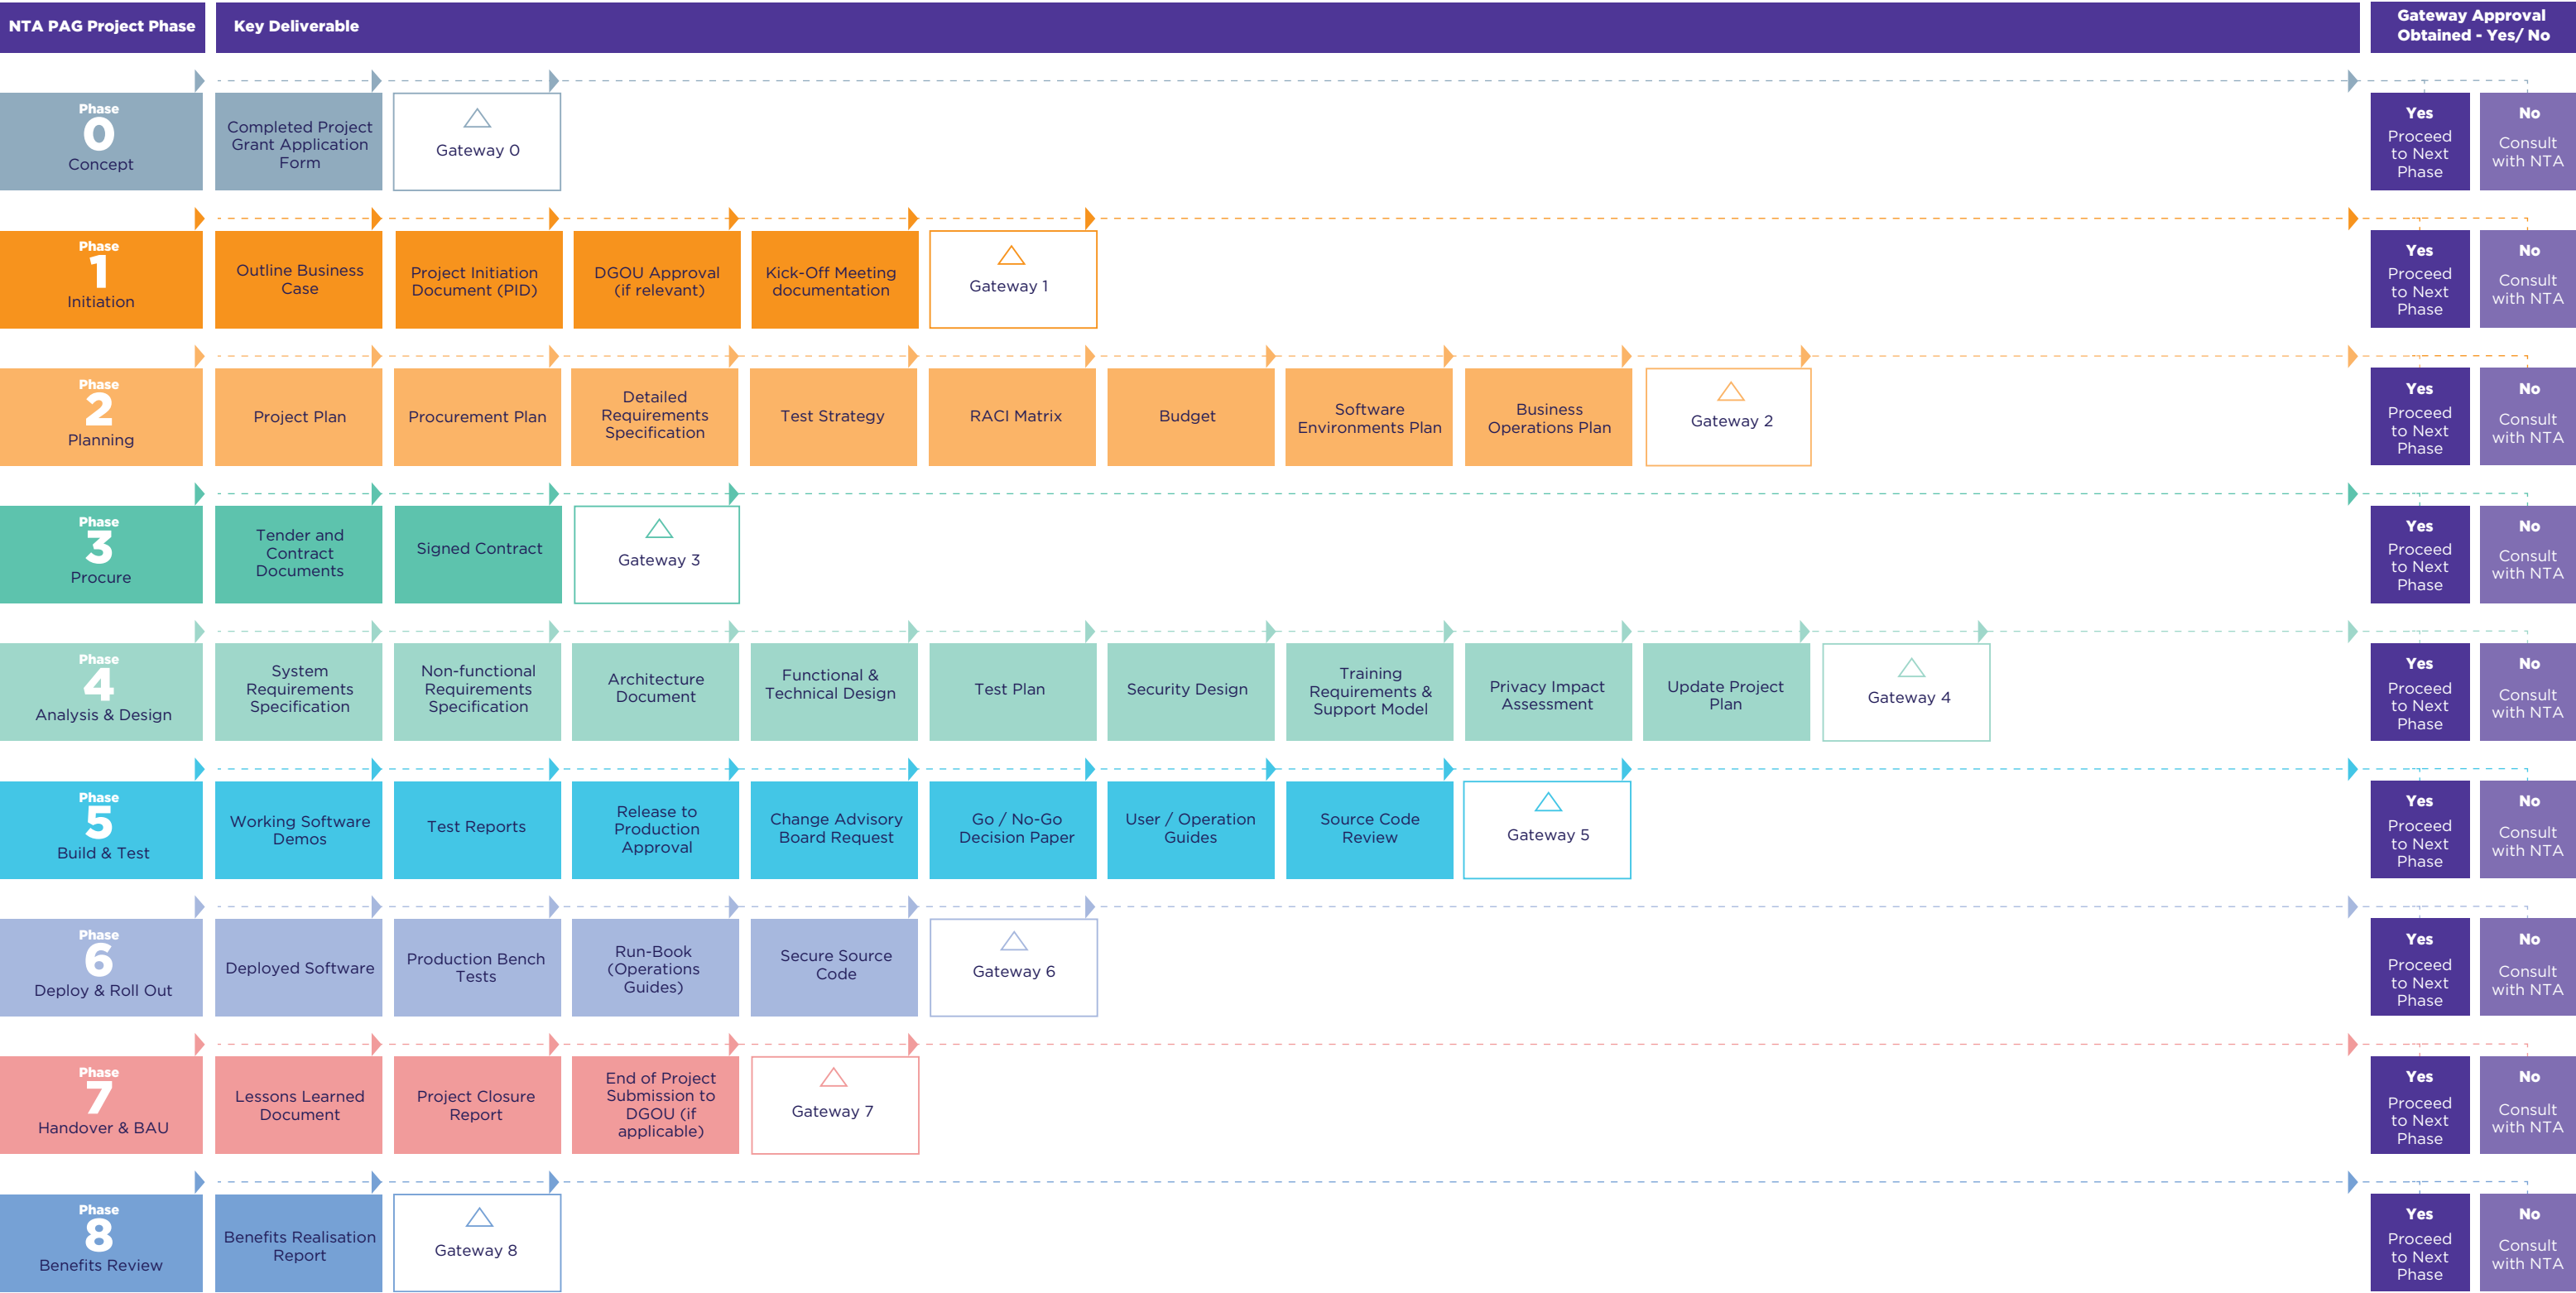 NTA PAG Project Phase
Key Deliverable
Gateway Approval
Obtained - Yes/ No
Phase
0
Concept
Completed Project
Grant Application
Form
Gateway 0
Yes
Proceed
to Next
Phase
No
Consult
with NTA
Phase
1
Initiation
Outline Business
Case
Project Initiation
Document (PID)
DGOU Approval
(if relevant)
Kick-Off Meeting
documentation
Gateway 1
Yes
Proceed
to Next
Phase
No
Consult
with NTA
Phase
2
Planning
Project Plan
Procurement Plan
Detailed
Requirements
Specification
Test Strategy
RACI Matrix
Budget
Software
Environments Plan
Business
Operations Plan
Gateway 2
Yes
Proceed
to Next
Phase
No
Consult
with NTA
Phase
3
Procure
Tender and
Contract
Documents
Signed Contract
Gateway 3
Yes
Proceed
to Next
Phase
No
Consult
with NTA
Phase
4
Analysis & Design
System
Requirements
Specification
Non-functional
Requirements
Specification
Architecture
Document
Functional &
Technical Design
Test Plan
Security Design
Training
Requirements &
Support Model
Privacy Impact
Assessment
Update Project
Plan
Gateway 4
Yes
Proceed
to Next
Phase
No
Consult
with NTA
Phase
5
Build & Test
Working Software
Demos
Test Reports
Release to
Production
Approval
Change Advisory
Board Request
Go / No-Go
Decision Paper
User / Operation
Guides
Source Code
Review
Gateway 5
Yes
Proceed
to Next
Phase
No
Consult
with NTA
Phase
6
Deploy & Roll Out
Deployed Software
Production Bench
Tests
Run-Book
(Operations
Guides)
Secure Source
Code
Gateway 6
Yes
Proceed
to Next
Phase
No
Consult
with NTA
Phase
7
Handover & BAU
Lessons Learned
Document
Project Closure
Report
End of Project
Submission to
DGOU (if
applicable)
Gateway 7
Yes
Proceed
to Next
Phase
No
Consult
with NTA
Phase
8
Benefits Review
Benefits Realisation
Report
Gateway 8
Yes
Proceed
to Next
Phase
No
Consult
with NTA